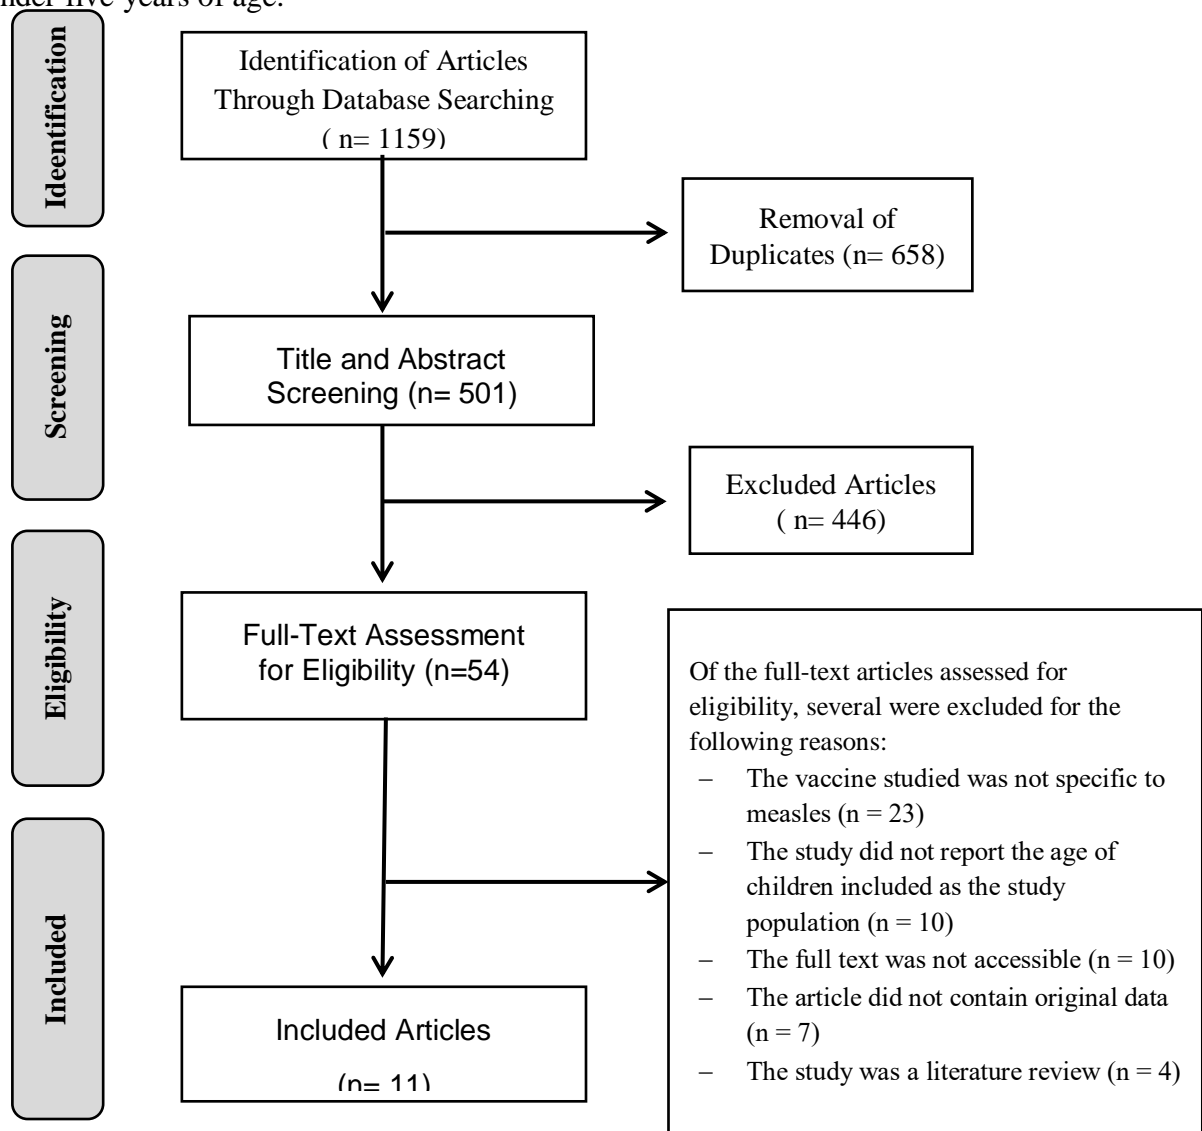 nder five years of age.
Ideentification
Identification of Articles
Through Database Searching
( n= 1159)
Removal of
Duplicates (n= 658)
Screening
Title and Abstract
Screening (n= 501)
Excluded Articles
( n= 446)
Eligibility
Full-Text Assessment
for Eligibility (n=54)
Of the full-text articles assessed for
eligibility, several were excluded for the
following reasons:
– The vaccine studied was not specific to
measles (n = 23)
– The study did not report the age of
children included as the study
population (n = 10)
– The full text was not accessible (n = 10)
– The article did not contain original data
(n = 7)
– The study was a literature review (n = 4)
Included
Included Articles
(n= 11)